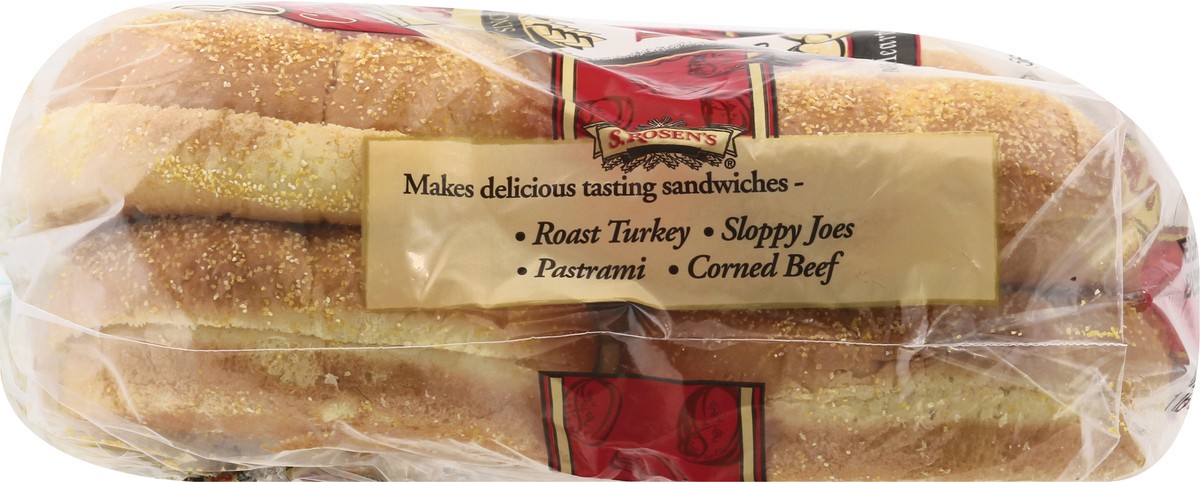 S. ROSEN'S®
Makes delicious tasting sandwiches -
• Roast Turkey • Sloppy Joes
• Pastrami • Corned Beef